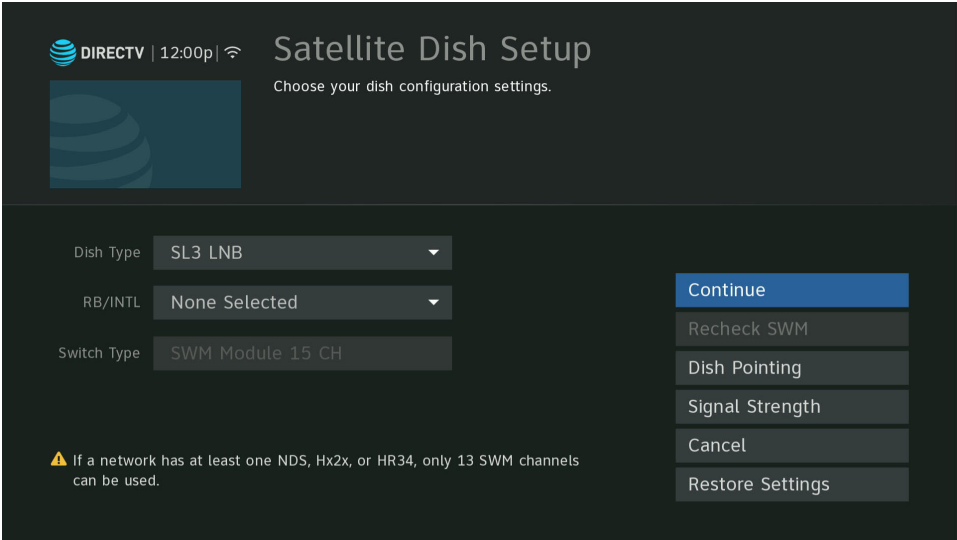 DIRECTV | 12:00p |
Satellite Dish Setup
Choose your dish configuration settings.
Dish Type SL3 LNB
RB/INTL None Selected
Switch Type SWM Module 15 CH
Continue
Recheck SWM
Dish Pointing
Signal Strength
Cancel
Restore Settings
If a network has at least one NDS, Hx2x, or HR34, only 13 SWM channels
can be used.